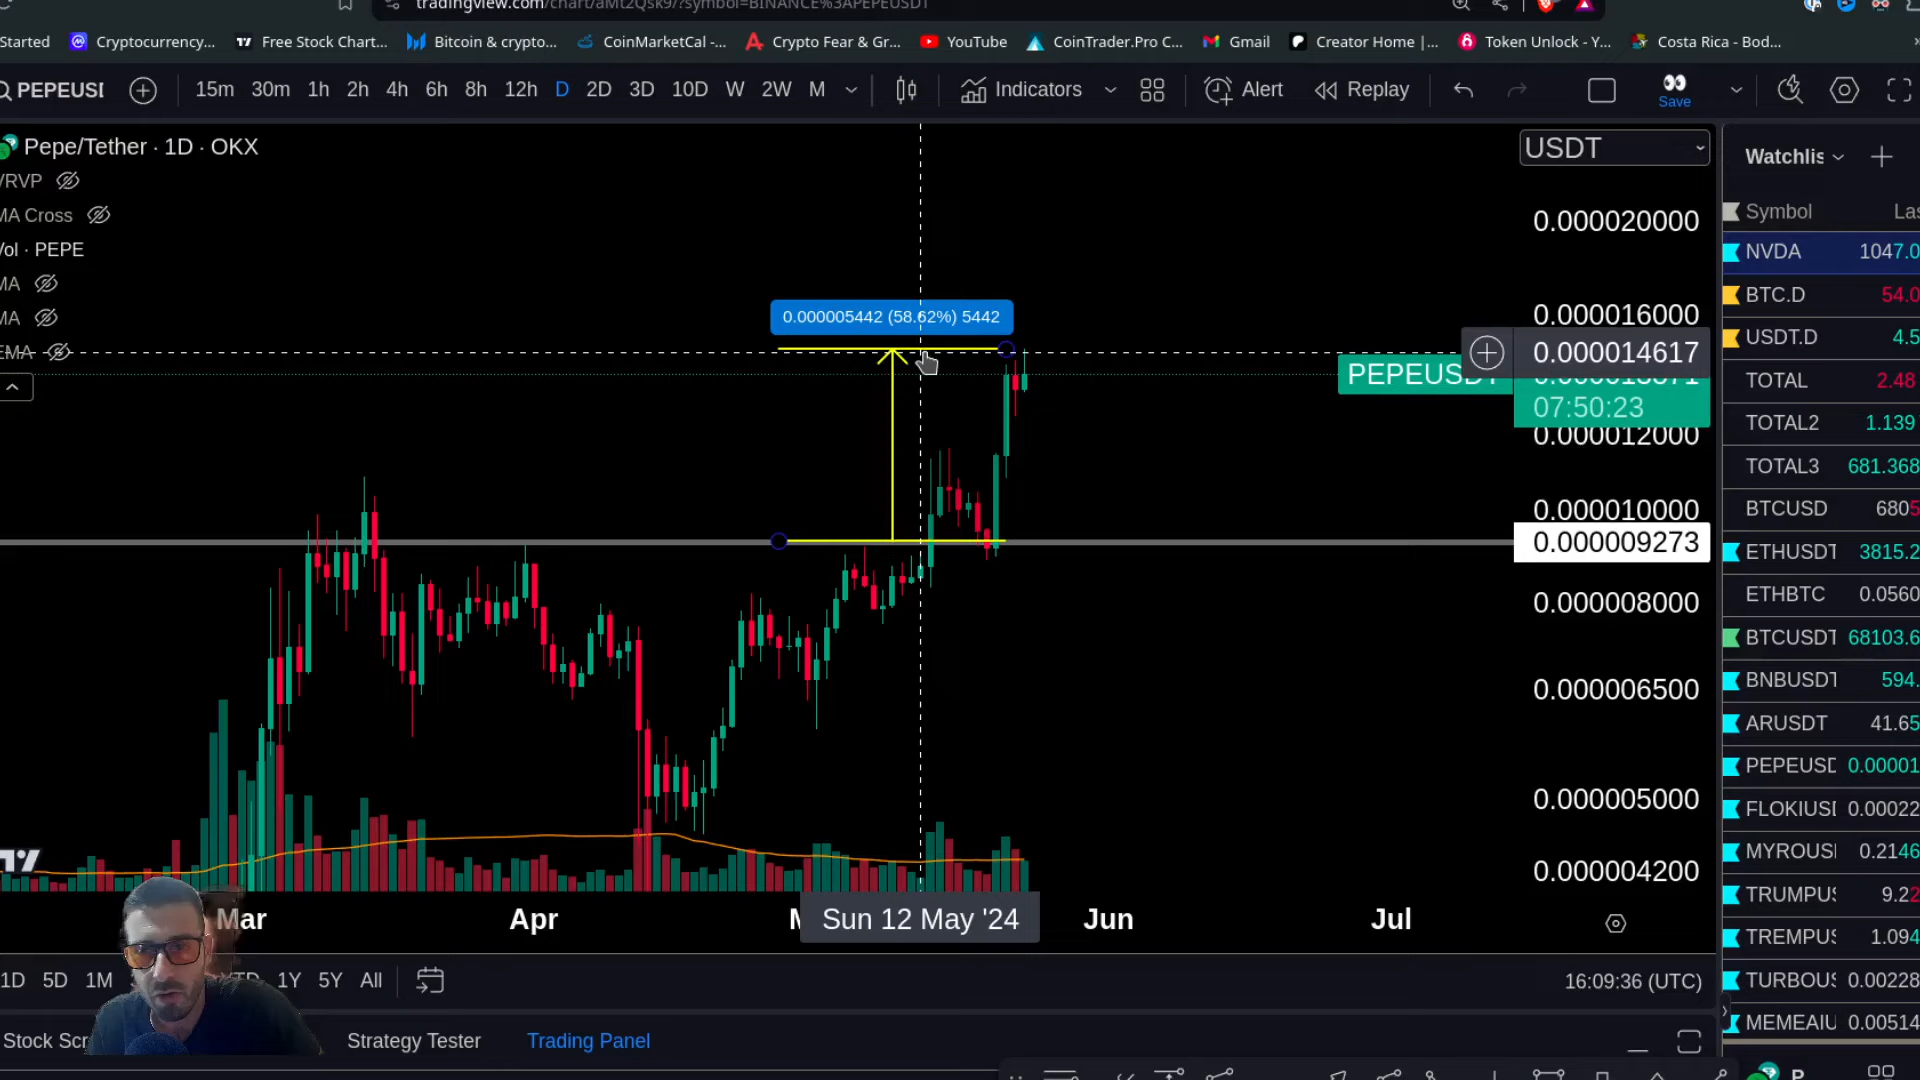 tradingview.com/chart/aMt2Qsk9/?symbol=BINANCE%3APEPEUSDT
Started Cryptocurrency... Free Stock Chart... Bitcoin & crypto... CoinMarketCal -... Crypto Fear & Gr... YouTube CoinTrader.Pro C... Gmail Creator Home |... Token Unlock - Y... Costa Rica - Bod...
PEPEUSI 15m 30m 1h 2h 4h 6h 8h 12h D 2D 3D 10D W 2W M Indicators Alert Replay Save
Pepe/Tether · 1D · OKX
USDT
VRVP
MA Cross
Vol · PEPE
MA
MA
EMA
0.000005442 (58.62%) 5442
0.000020000
0.000016000
0.000014617
PEPEUSDT
07:50:23
0.000012000
0.000010000
0.000009273
0.000008000
0.000006500
0.000005000
0.000004200
Watchlis
Symbol Las
NVDA 1047.0
BTC.D 54.0
USDT.D 4.5
TOTAL 2.48
TOTAL2 1.139
TOTAL3 681.368
BTCUSD 6805
ETHUSDT 3815.2
ETHBTC 0.0560
BTCUSDT 68103.6
BNBUSDT 594.
ARUSDT 41.65
PEPEUSD 0.00001
FLOKIUSI 0.00022
MYROUSI 0.2146
TRUMPUS 9.22
TREMPUS 1.094
TURBOUS 0.00228
MEMEAIU 0.00514
Mar Apr Sun 12 May '24 Jun Jul
1D 5D 1M TD 1Y 5Y All
16:09:36 (UTC)
Stock Scr Strategy Tester Trading Panel